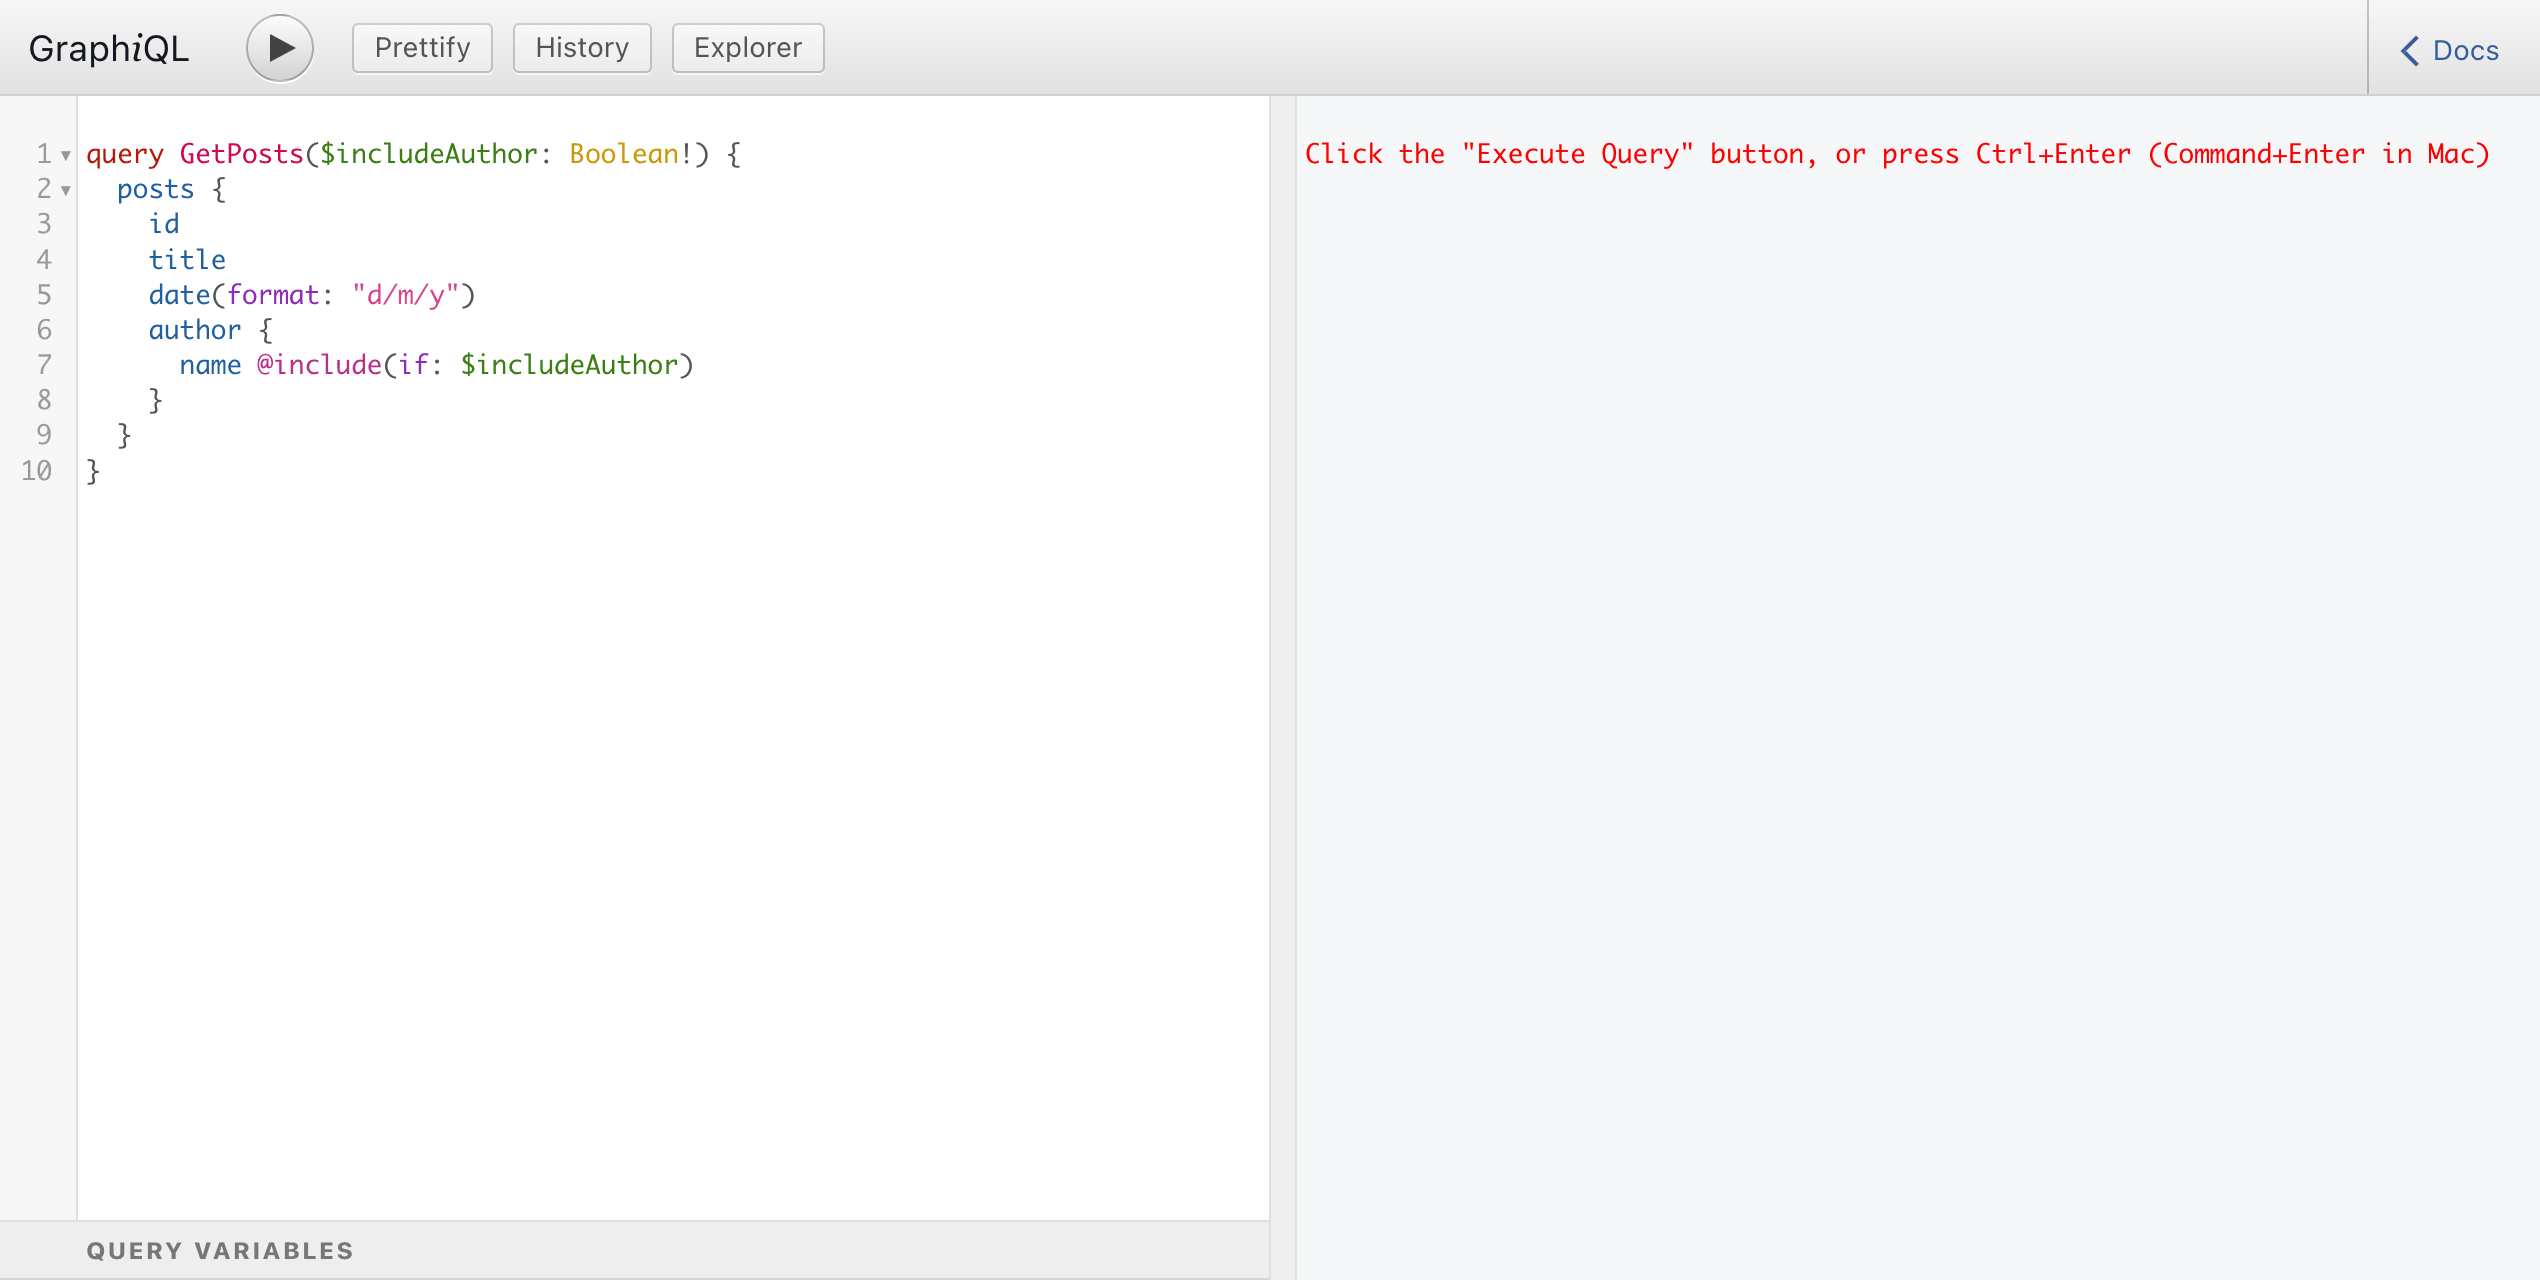 GraphiQL
Prettify
History
Explorer
Docs
1 query GetPosts($includeAuthor: Boolean!) {
2 posts {
3 id
4 title
5 date(format: "d/m/y")
6 author {
7 name @include(if: $includeAuthor)
8 }
9 }
10 }
QUERY VARIABLES
Click the "Execute Query" button, or press Ctrl+Enter (Command+Enter in Mac)